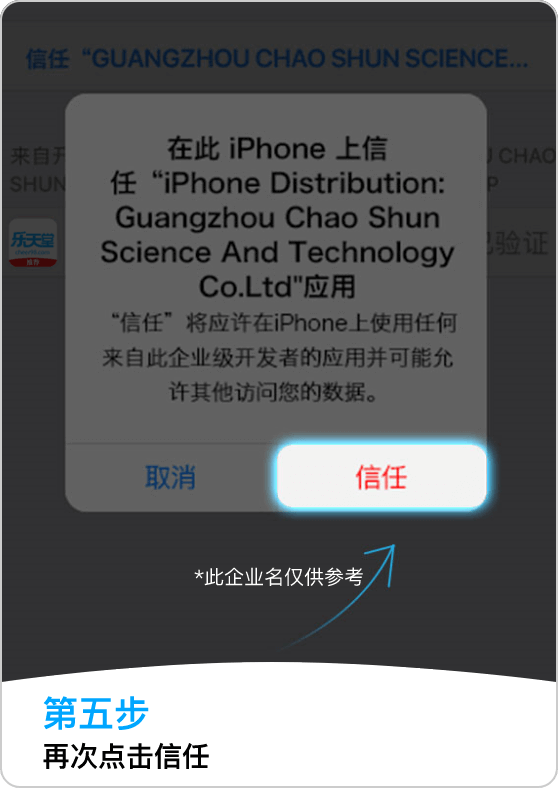 信任“GUANGZHOU CHAO SHUN SCIENCE...
在此 iPhone 上信
任“iPhone Distribution:
Guangzhou Chao Shun
Science And Technology
Co.Ltd"应用
“信任”将应许在iPhone上使用任何
来自此企业级开发者的应用并可能允
许其他访问您的数据。
来自
CHAO
SHUN
P
乐天堂
推荐
验证
取消
信任
*此企业名仅供参考
第五步
再次点击信任